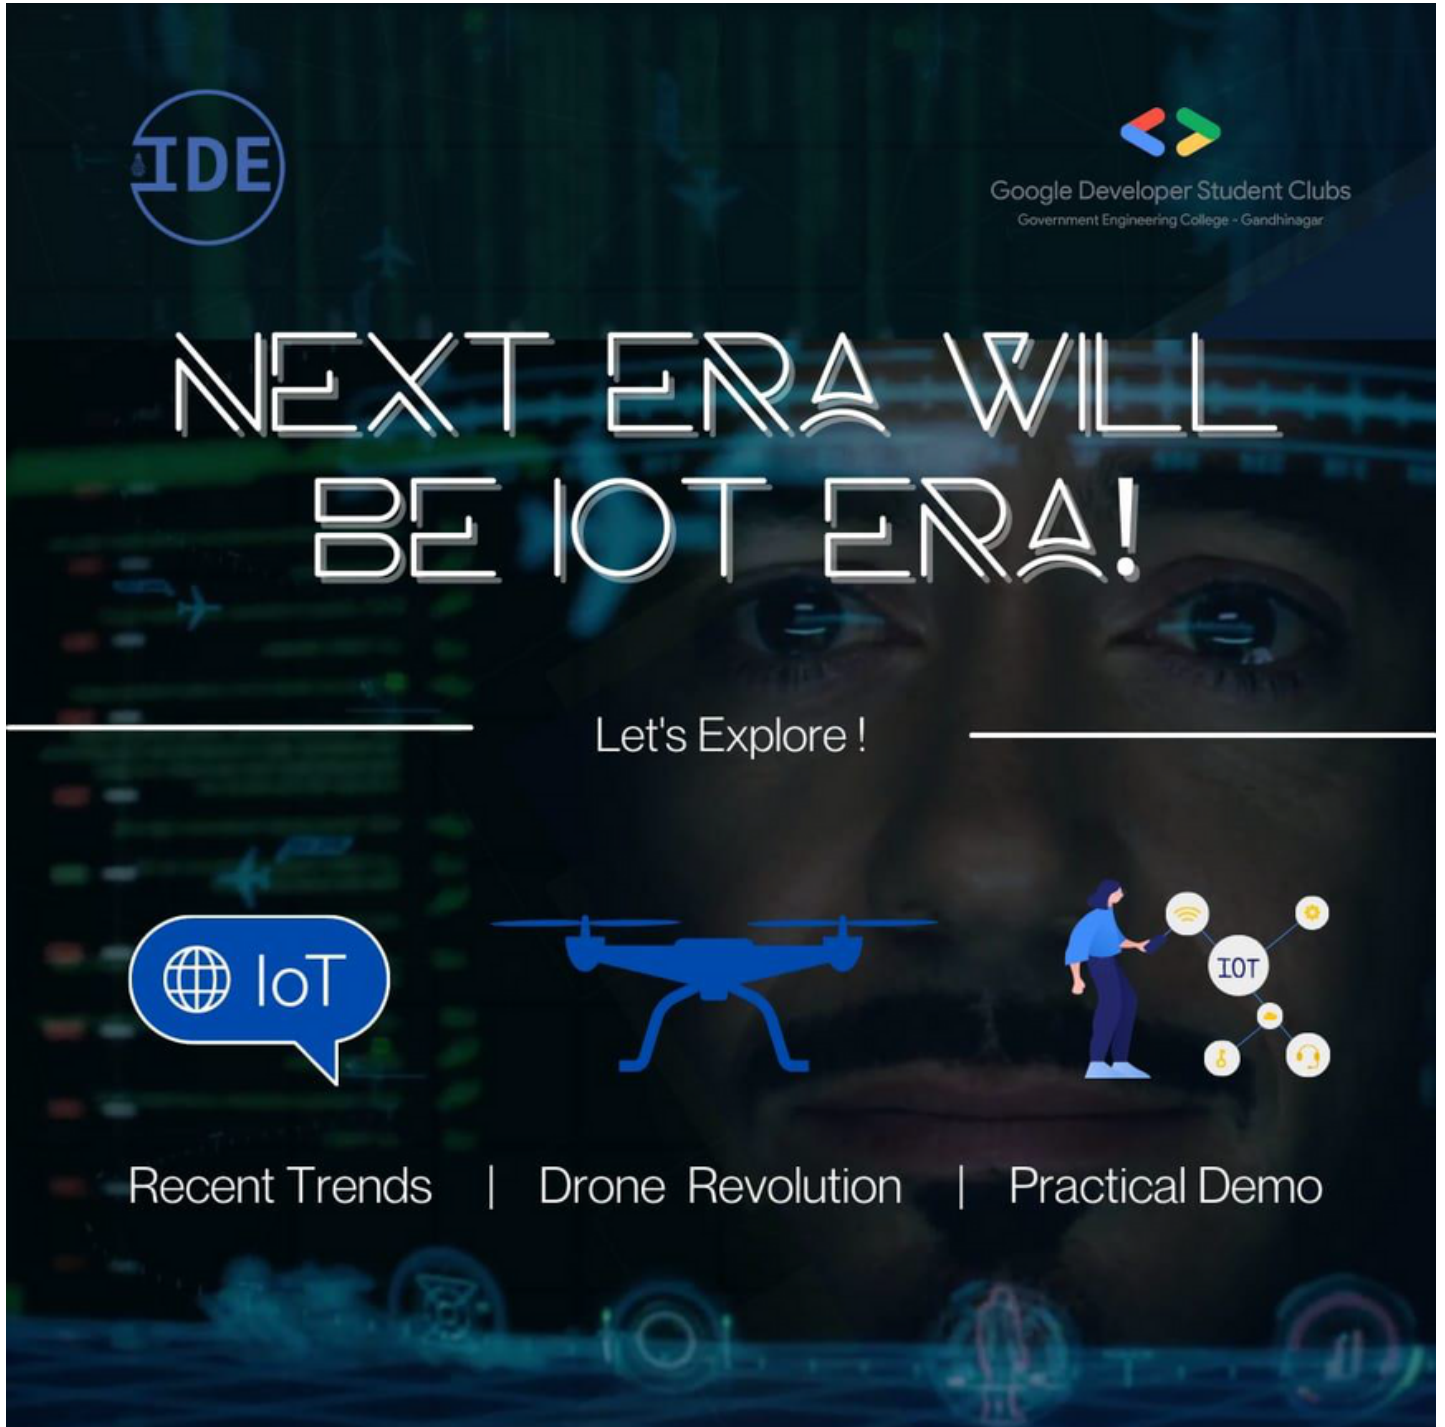 IDE
Google Developer Student Clubs
Government Engineering College - Gandhinagar
NEXT ERA WILL
BE IOT ERA!
Let's Explore !
IoT
IOT
Recent Trends | Drone Revolution | Practical Demo